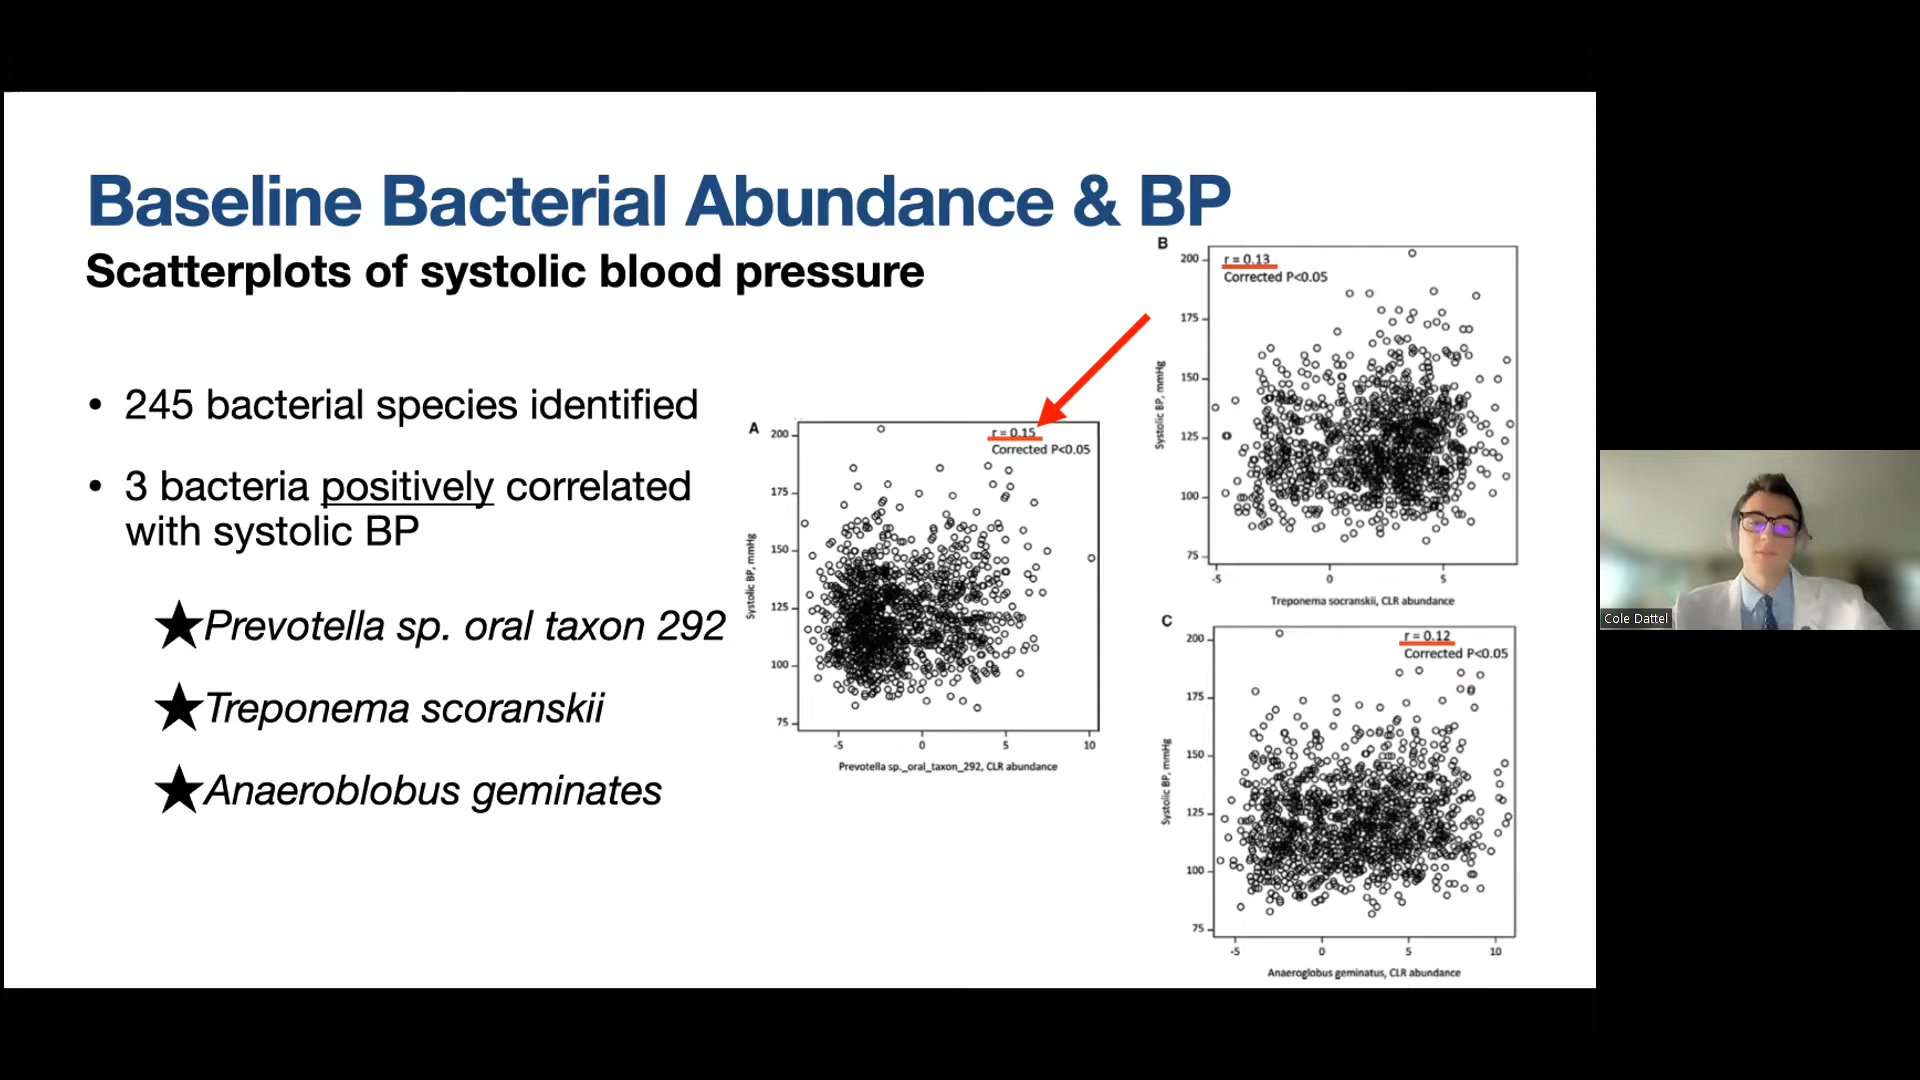 Baseline Bacterial Abundance & BP
Scatterplots of systolic blood pressure
• 245 bacterial species identified
• 3 bacteria positively correlated
with systolic BP
★Prevotella sp. oral taxon 292
★Treponema scoranskii
★Anaeroblobus geminates
A
r = 0.15
Corrected P<0.05
200
175
150
125
100
75
Systolic BP, mmHg
-5 0 5 10
Prevotella sp._oral_taxon_292, CLR abundance
B
r = 0.13
Corrected P<0.05
200
175
150
125
100
75
Systolic BP, mmHg
-5 0 5
Treponema socranskii, CLR abundance
C
r = 0.12
Corrected P<0.05
200
175
150
125
100
75
Systolic BP, mmHg
-5 0 5 10
Anaeroglobus geminatus, CLR abundance
Cole Dattel